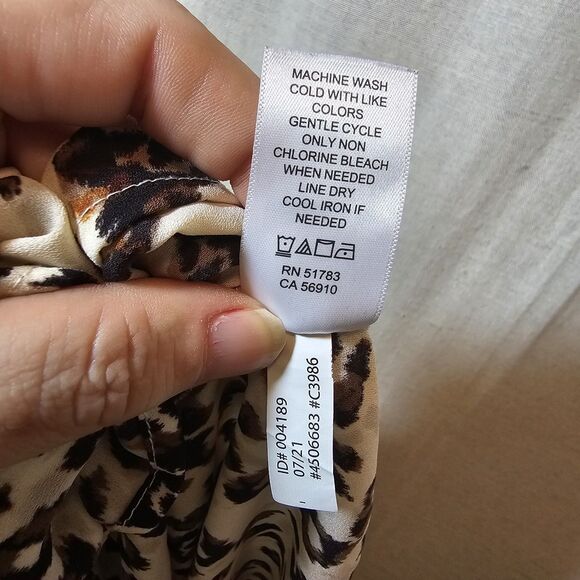 MACHINE WASH
COLD WITH LIKE
COLORS
GENTLE CYCLE
ONLY NON
CHLORINE BLEACH
WHEN NEEDED
LINE DRY
COOL IRON IF
NEEDED
RN 51783
CA 56910
ID# 004189
07/21
#4506683 #C3986